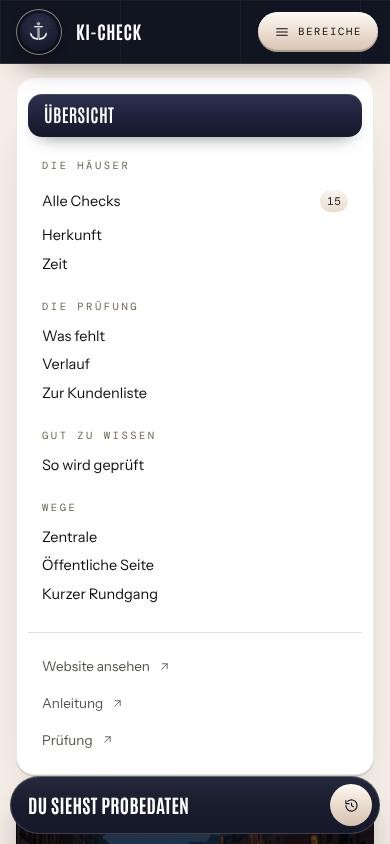 KI-CHECK
BEREICHE
ÜBERSICHT
DIE HÄUSER
Alle Checks 15
Herkunft
Zeit
DIE PRÜFUNG
Was fehlt
Verlauf
Zur Kundenliste
GUT ZU WISSEN
So wird geprüft
WEGE
Zentrale
Öffentliche Seite
Kurzer Rundgang
Website ansehen
Anleitung
Prüfung
DU SIEHST PROBEDATEN